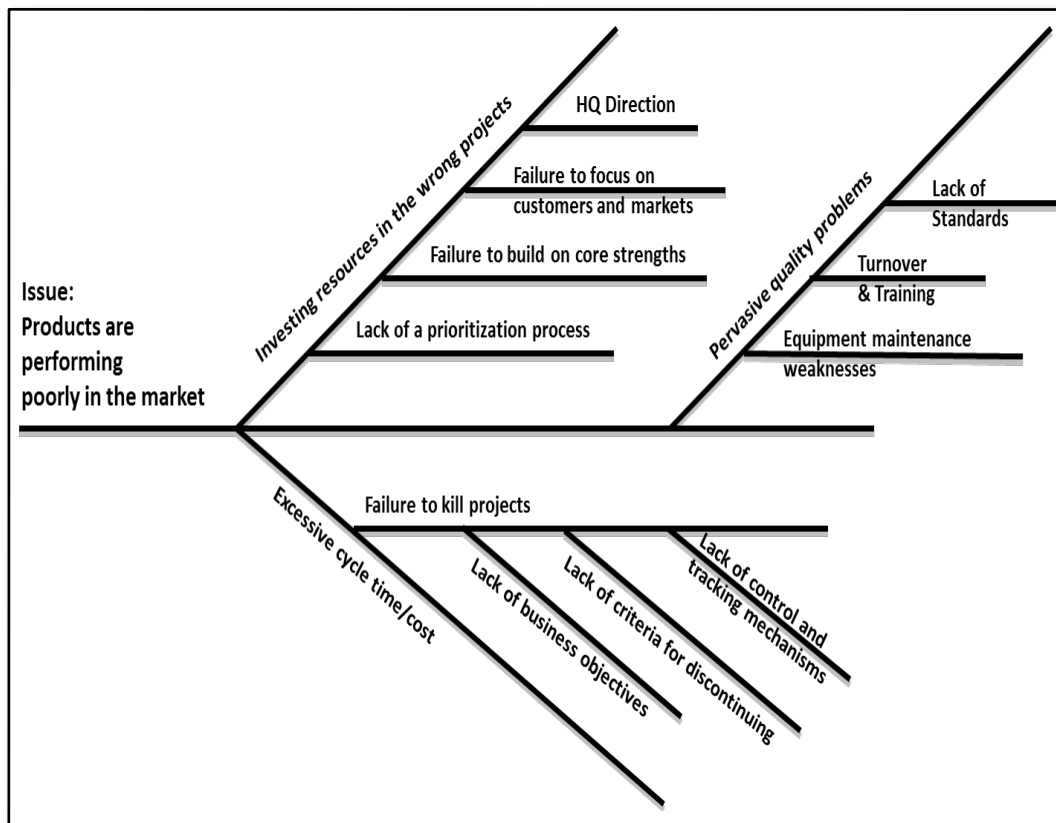 Issue:
Products are
performing
poorly in the market
Investing resources in the wrong projects
HQ Direction
Failure to focus on
customers and markets
Failure to build on core strengths
Lack of a prioritization process
Pervasive quality problems
Lack of
Standards
Turnover
& Training
Equipment maintenance
weaknesses
Excessive cycle time/cost
Failure to kill projects
Lack of business objectives
Lack of criteria for discontinuing
Lack of control and
tracking mechanisms